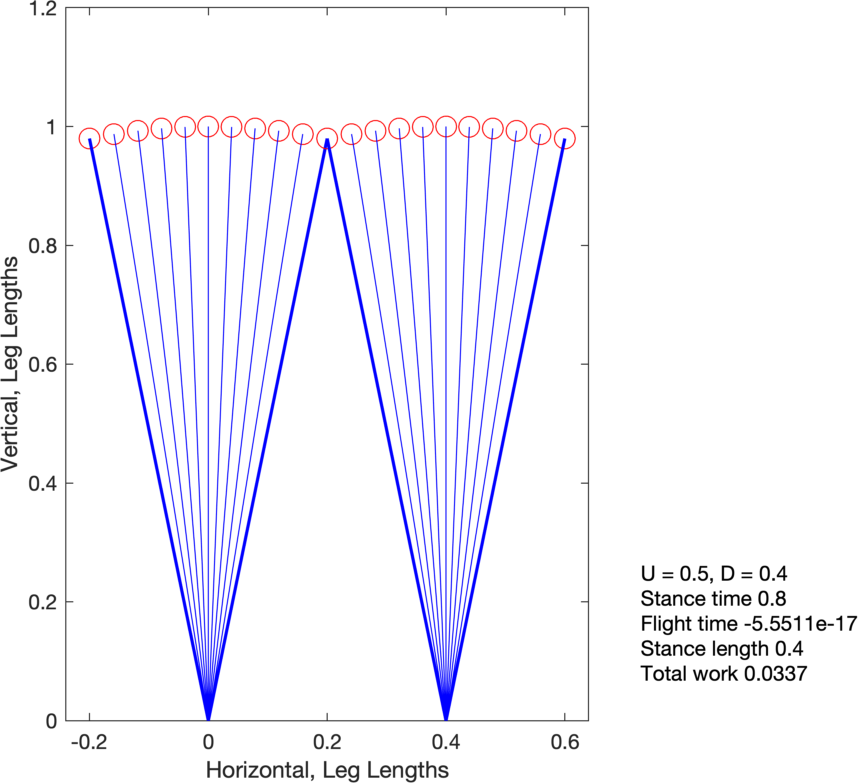 1.2
1
0.8
0.6
0.4
0.2
0
-0.2
0
0.2
0.4
0.6
Vertical, Leg Lengths
Horizontal, Leg Lengths
U = 0.5, D = 0.4
Stance time 0.8
Flight time -5.5511e-17
Stance length 0.4
Total work 0.0337